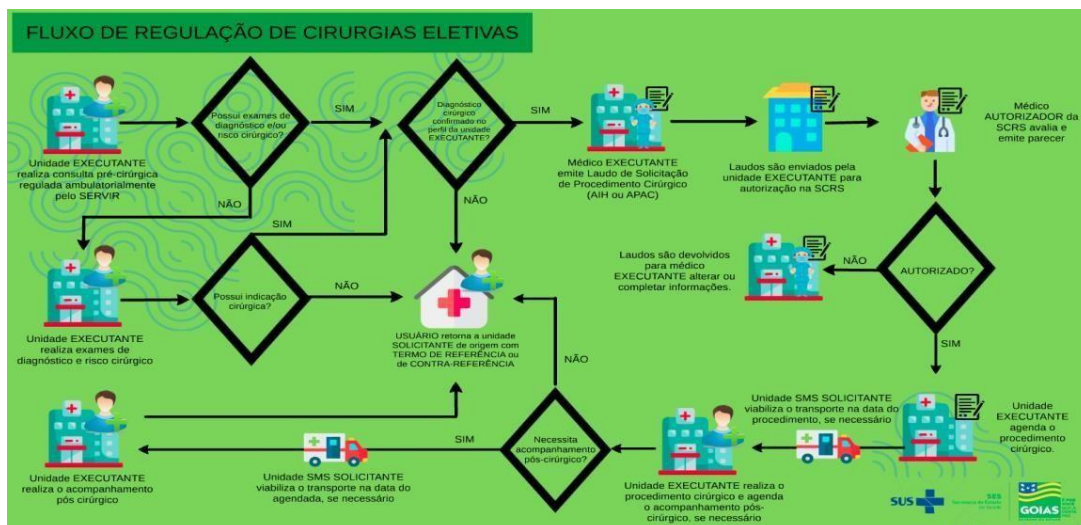 FLUXO DE REGULAÇÃO DE CIRURGIAS ELETIVAS
Unidade EXECUTANTE
realiza consulta pré-cirúrgica
regulada ambulatorialmente
pelo SERVIR
Possui exames de
diagnóstico e/ou
risco cirúrgico?
SIM
NÃO
Diagnóstico
cirúrgico
confirmado no
perfil da unidade
EXECUTANTE?
SIM
NÃO
Médico EXECUTANTE
emite Laudo de Solicitação
de Procedimento Cirúrgico
(AIH ou APAC)
Laudos são enviados pela
unidade EXECUTANTE para
autorização na SCRS
Médico
AUTORIZADOR da
SCRS avalia e
emite parecer
Unidade EXECUTANTE
realiza exames de
diagnóstico e risco cirúrgico
Possui indicação
cirúrgica?
SIM
NÃO
USUÁRIO retorna a unidade
SOLICITANTE de origem com
TERMO DE REFERÊNCIA ou
de CONTRA-REFERÊNCIA
Laudos são devolvidos
para médico
EXECUTANTE alterar ou
completar informações.
NÃO
AUTORIZADO?
SIM
Unidade
EXECUTANTE
agenda o
procedimento
cirúrgico.
Unidade SMS SOLICITANTE
viabiliza o transporte na data do
procedimento, se necessário
Unidade EXECUTANTE realiza o
procedimento cirúrgico e agenda
o acompanhamento pós-
cirúrgico, se necessário
Necessita
acompanhamento
pós-cirúrgico?
NÃO
SIM
Unidade SMS SOLICITANTE
viabiliza o transporte na data do
agendada, se necessário
Unidade EXECUTANTE
realiza o acompanhamento
pós cirúrgico
SUS
SES
Secretaria de Estado
da Saúde
GOIÁS